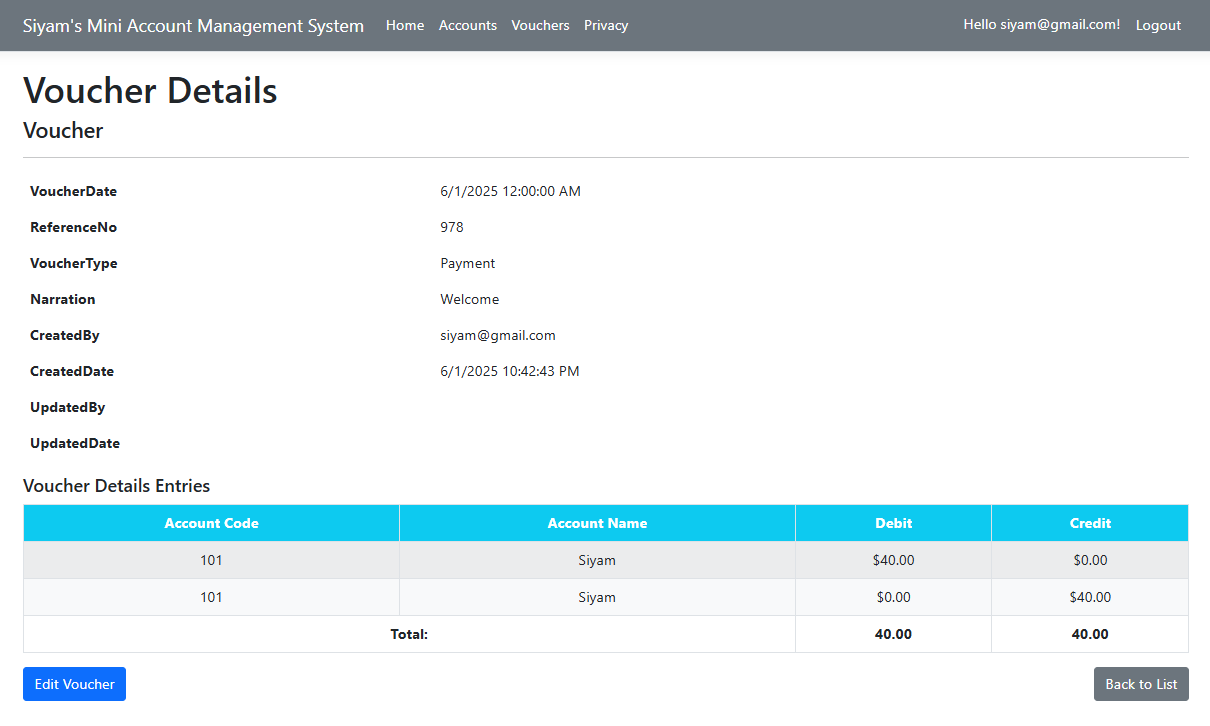 Siyam's Mini Account Management System Home Accounts Vouchers Privacy Hello siyam@gmail.com! Logout
Voucher Details
Voucher
VoucherDate 6/1/2025 12:00:00 AM
ReferenceNo 978
VoucherType Payment
Narration Welcome
CreatedBy siyam@gmail.com
CreatedDate 6/1/2025 10:42:43 PM
UpdatedBy
UpdatedDate
Voucher Details Entries
Account Code Account Name Debit Credit
101 Siyam $40.00 $0.00
101 Siyam $0.00 $40.00
Total: 40.00 40.00
Edit Voucher Back to List